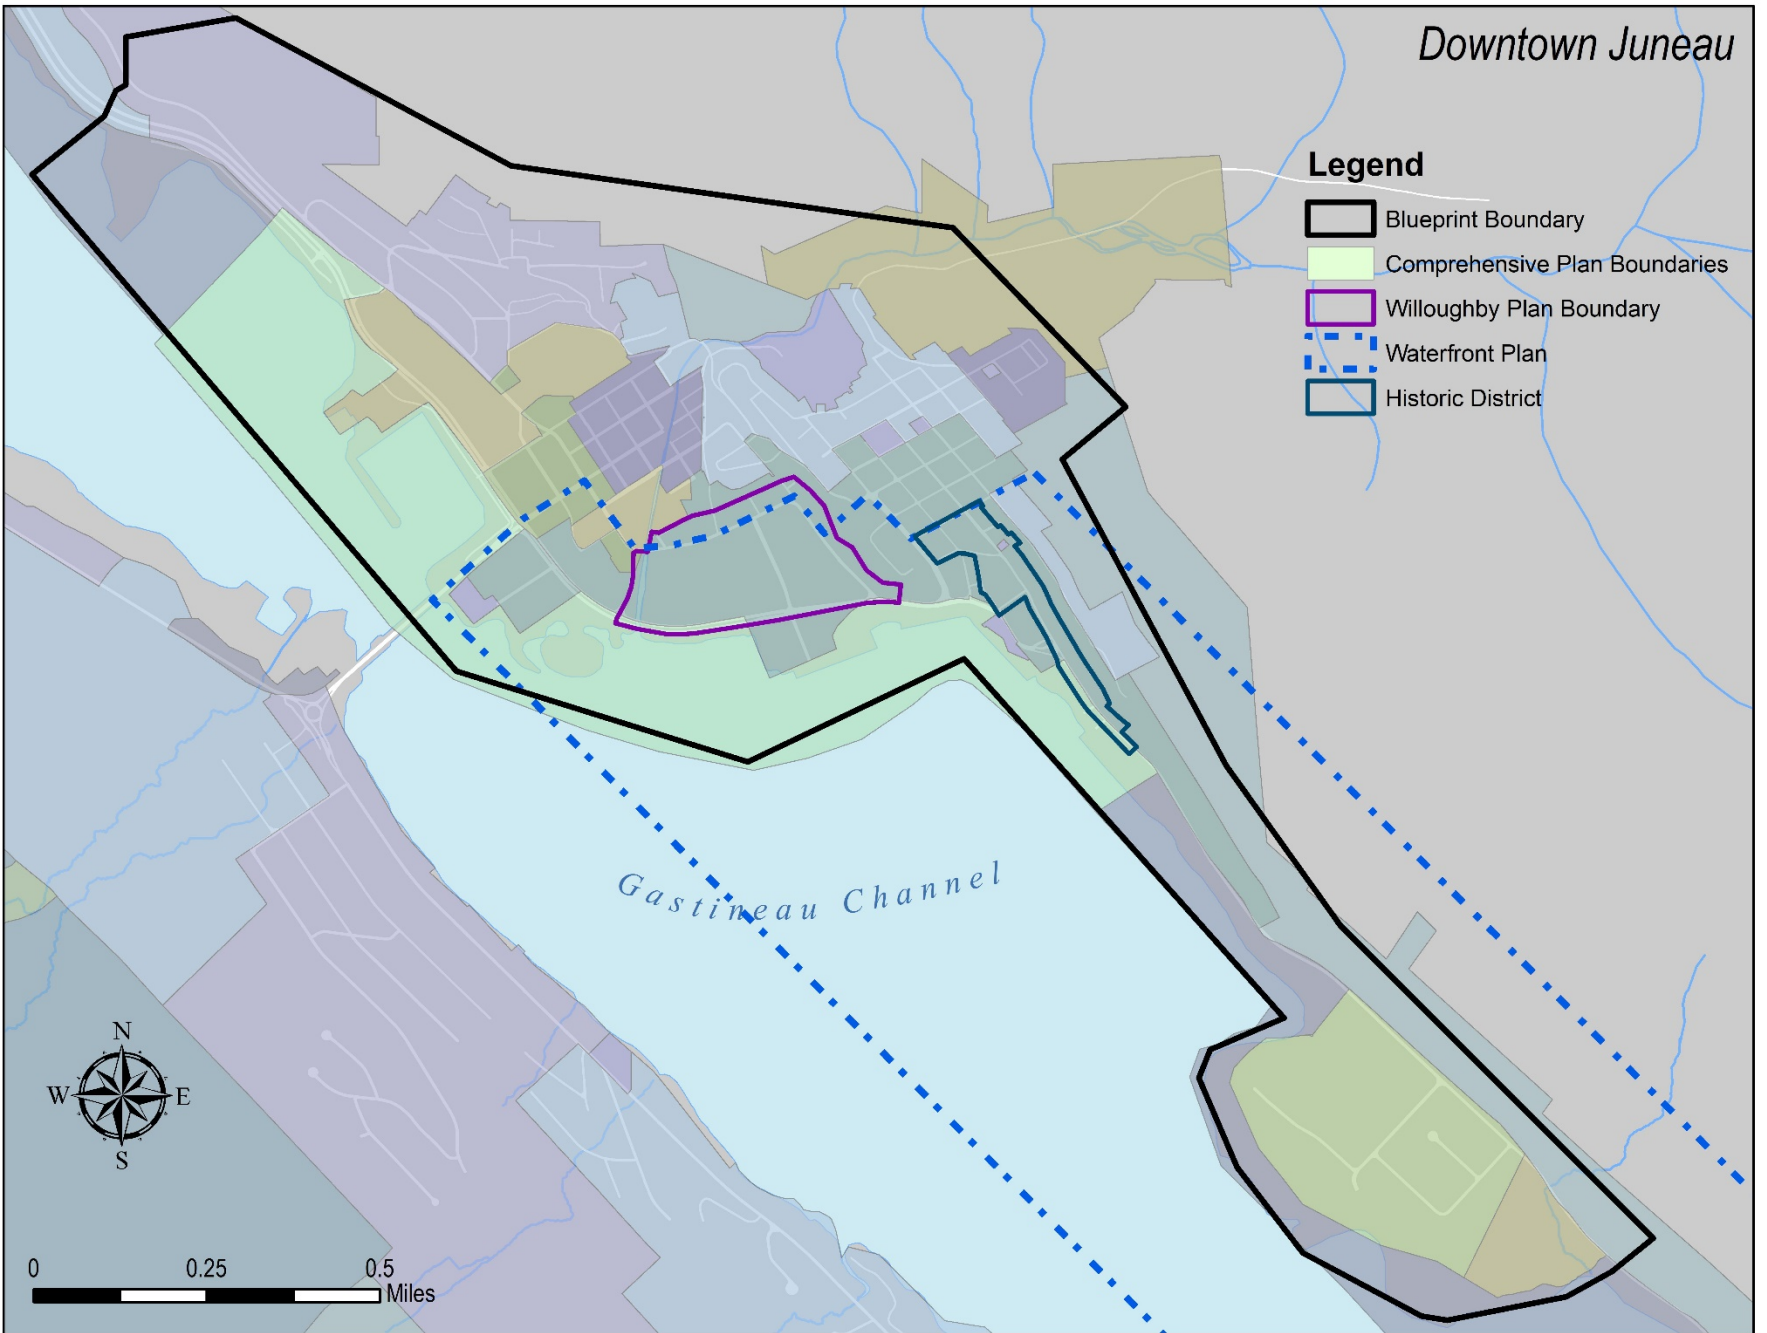 Downtown Juneau
Legend
Blueprint Boundary
Comprehensive Plan Boundaries
Willoughby Plan Boundary
Waterfront Plan
Historic District
Gastineau Channel
N
W E
S
0 0.25 0.5
Miles